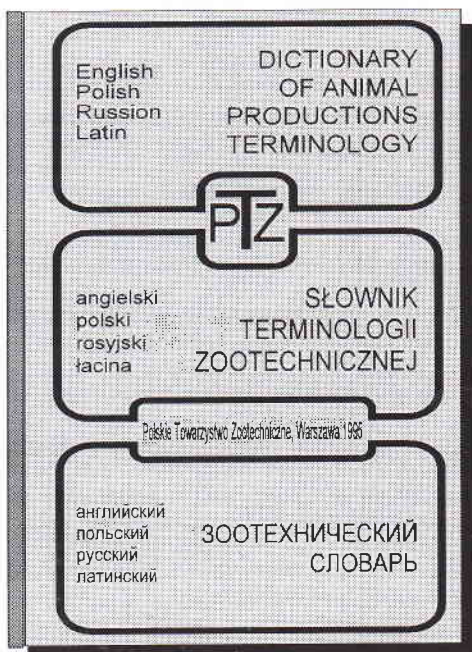 English
Polish
Russion
Latin
DICTIONARY
OF ANIMAL
PRODUCTIONS
TERMINOLOGY
PTZ
angielski
polski
rosyjski
łacina
SŁOWNIK
TERMINOLOGII
ZOOTECHNICZNEJ
Polskie Towarzystwo Zootechniczne, Warszawa
английский
польский
русский
латинский
ЗООТЕХНИЧЕСКИЙ
СЛОВАРЬ